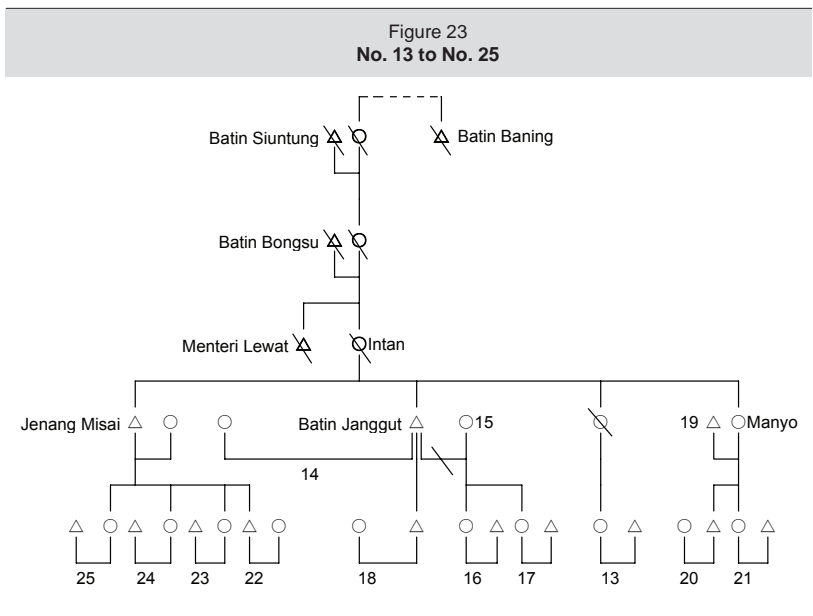 Figure 23
No. 13 to No. 25
Batin Siuntung
Batin Baning
Batin Bongsu
Menteri Lewat
Intan
Jenang Misai
Batin Janggut
15
19
Manyo
14
25
24
23
22
18
16
17
13
20
21